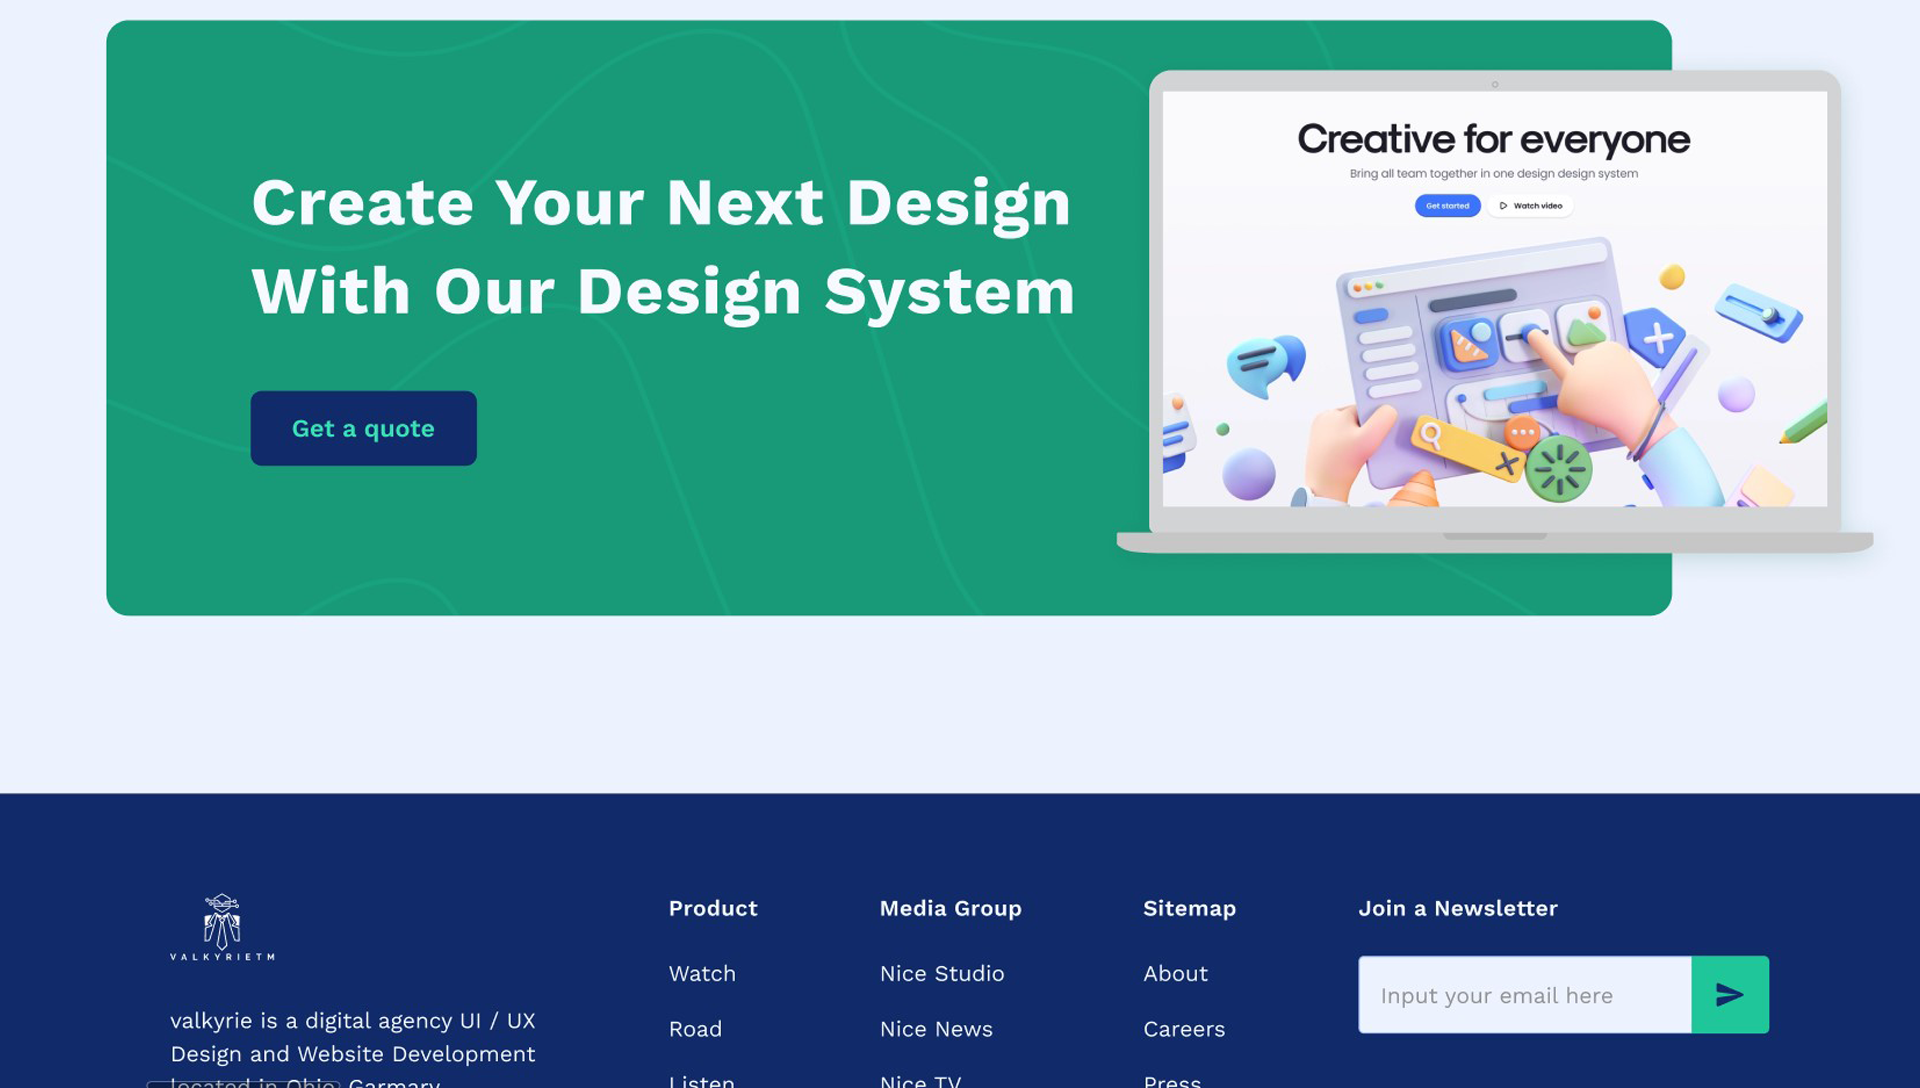 Create Your Next Design
With Our Design System
Get a quote
Creative for everyone
Bring all team together in one design design system
Get started
Watch video
VALKYRIETM
valkyrie is a digital agency UI / UX
Design and Website Development
located in Ohio, Garmary
Product
Watch
Road
Listen
Media Group
Nice Studio
Nice News
Nice TV
Sitemap
About
Careers
Press
Join a Newsletter
Input your email here